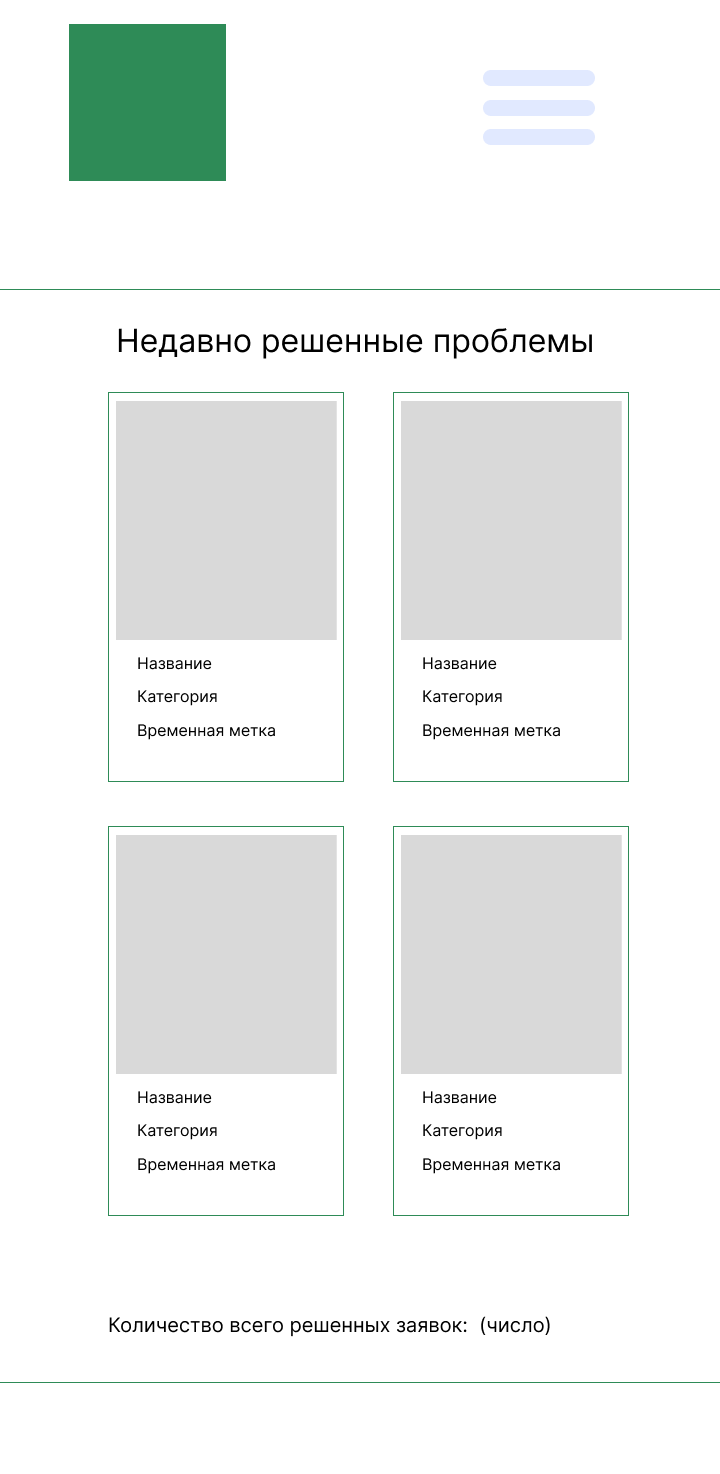 Недавно решенные проблемы
Название
Категория
Временная метка
Название
Категория
Временная метка
Название
Категория
Временная метка
Название
Категория
Временная метка
Количество всего решенных заявок:  (число)